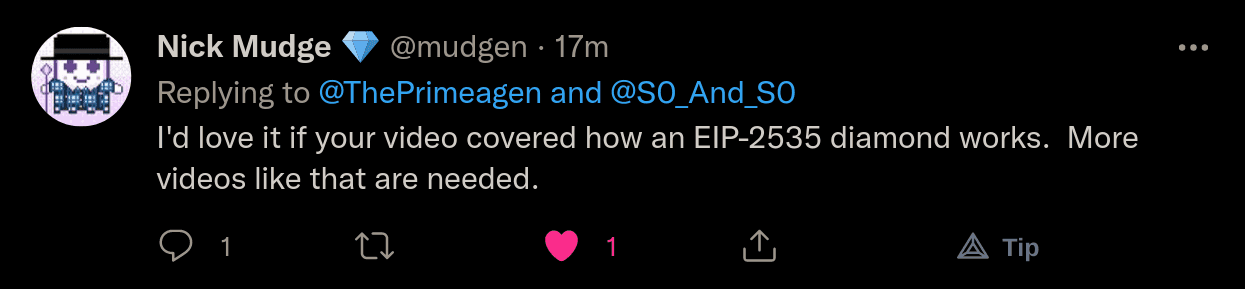 Nick Mudge 💎 @mudgen · 17m
Replying to @ThePrimeagen and @S0_And_S0
I'd love it if your video covered how an EIP-2535 diamond works.  More
videos like that are needed.
1 1 Tip